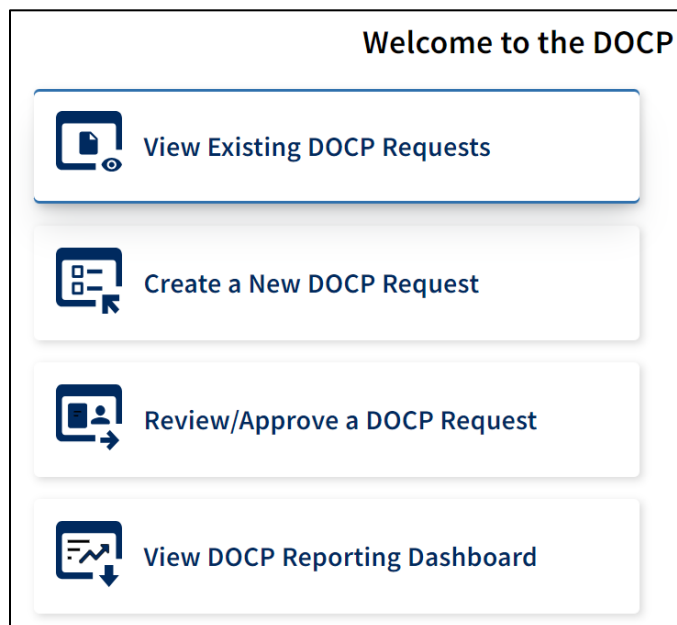 Welcome to the DOCP
View Existing DOCP Requests
Create a New DOCP Request
Review/Approve a DOCP Request
View DOCP Reporting Dashboard